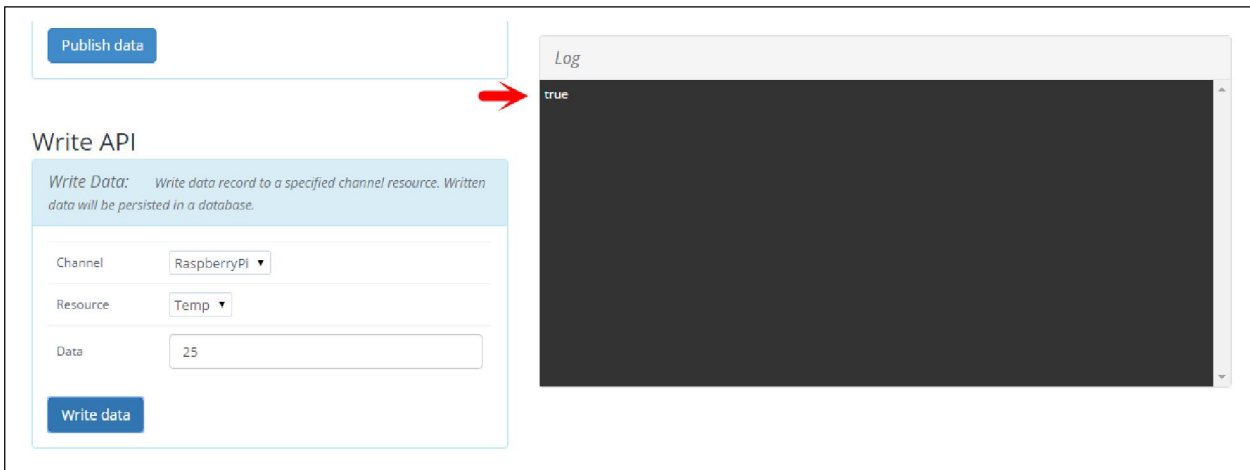 Publish data
Write API
Write Data: Write data record to a specified channel resource. Written
data will be persisted in a database.
Channel RaspberryPi
Resource Temp
Data 25
Write data
Log
true